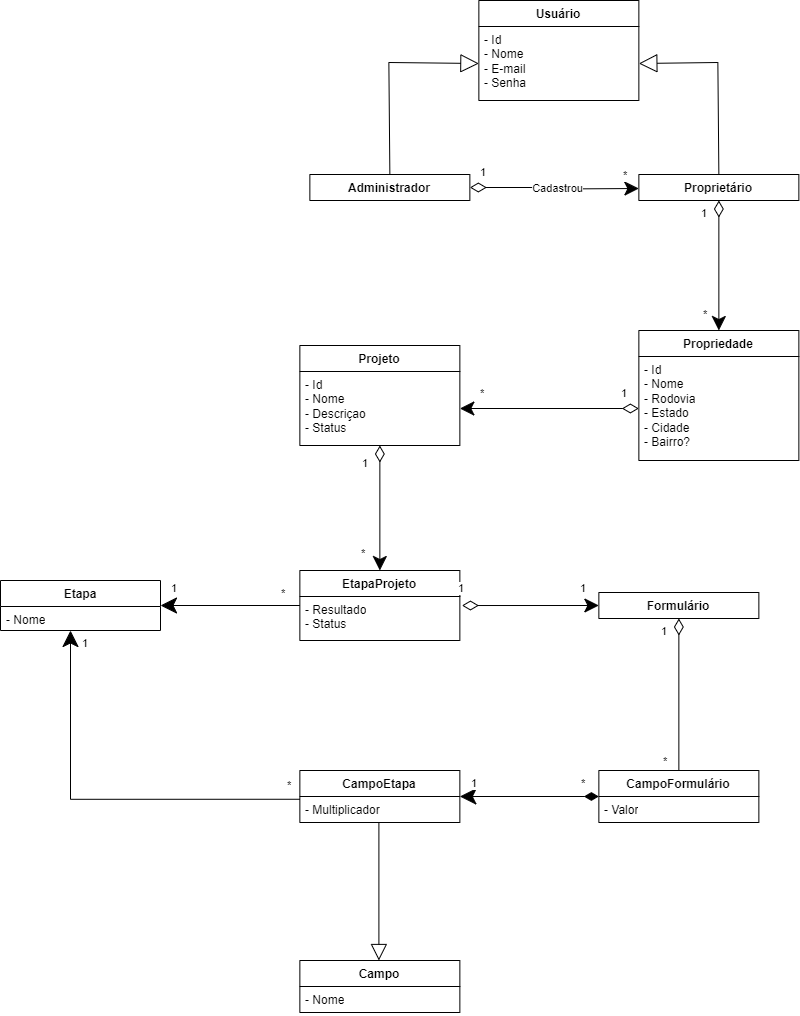 Usuário
- Id
- Nome
- E-mail
- Senha
Administrador
1
Cadastrou
*
Proprietário
1
*
Propriedade
- Id
- Nome
- Rodovia
- Estado
- Cidade
- Bairro?
1
*
Projeto
- Id
- Nome
- Descriçao
- Status
1
*
EtapaProjeto
- Resultado
- Status
*
1
Etapa
- Nome
1
1
1
Formulário
1
*
CampoFormulário
- Valor
*
1
CampoEtapa
- Multiplicador
*
Campo
- Nome